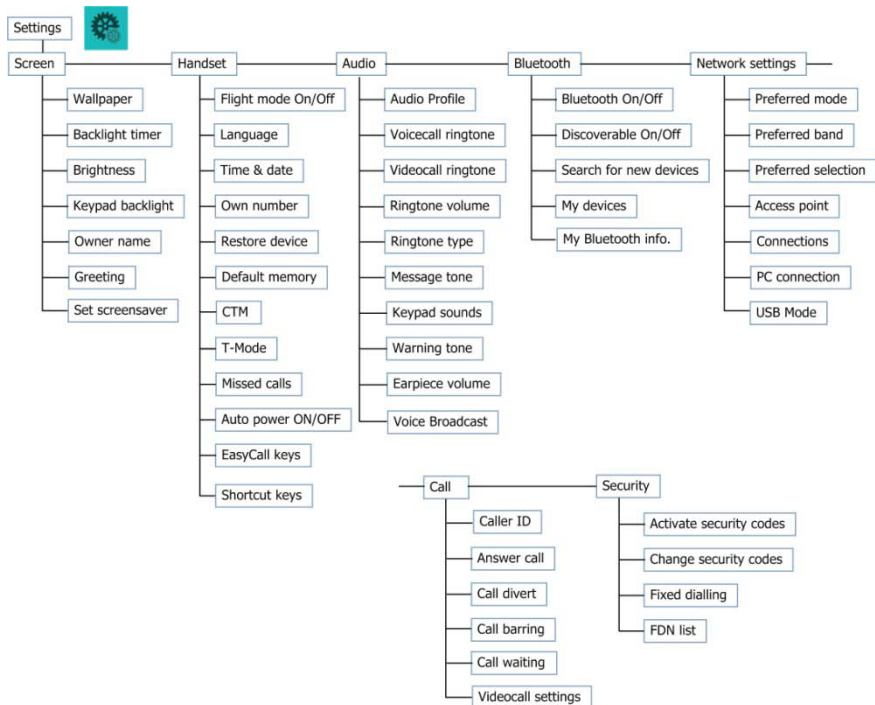 Settings
Screen
Wallpaper
Backlight timer
Brightness
Keypad backlight
Owner name
Greeting
Set screensaver
Handset
Flight mode On/Off
Language
Time & date
Own number
Restore device
Default memory
CTM
T-Mode
Missed calls
Auto power ON/OFF
EasyCall keys
Shortcut keys
Audio
Audio Profile
Voicecall ringtone
Videocall ringtone
Ringtone volume
Ringtone type
Message tone
Keypad sounds
Warning tone
Earpiece volume
Voice Broadcast
Bluetooth
Bluetooth On/Off
Discoverable On/Off
Search for new devices
My devices
My Bluetooth info.
Network settings
Preferred mode
Preferred band
Preferred selection
Access point
Connections
PC connection
USB Mode
Call
Caller ID
Answer call
Call divert
Call barring
Call waiting
Videocall settings
Security
Activate security codes
Change security codes
Fixed dialling
FDN list